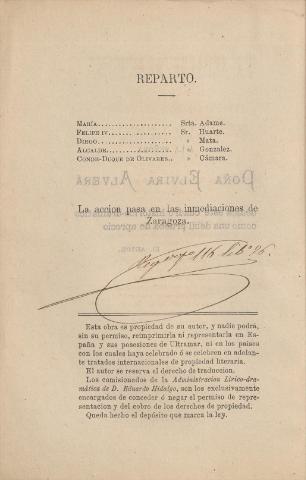 REPARTO.
MARÍA.................... Srta. Adame.
FELIPE IV................. Sr. Huarte.
DIEGO..................... » Mata.
ALCALDE................... » Gonzalez.
CONDE-DUQUE DE OLIVARES.. » Cámara.
La accion pasa en las inmediaciones de
Zaragoza.
Esta obra es propiedad de su autor, y nadie podrá,
sin su permiso, reimprimirla ni representarla en Es-
paña y sus posesiones de Ultramar, ni en los países
con los cuales haya celebrado ó se celebren en adelan-
te tratados internacionales de propiedad literaria.
El autor se reserva el derecho de traduccion.
Los comisionados de la Administracion Lírico-dra-
mática de D. Eduardo Hidalgo, son los exclusivamente
encargados de conceder ó negar el permiso de repre-
sentacion y del cobro de los derechos de propiedad.
Queda hecho el depósito que marca la ley.